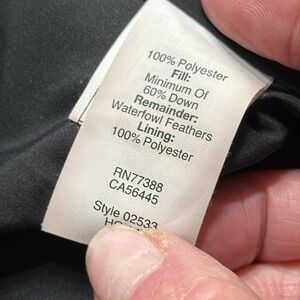 100% Polyester
Fill:
Minimum Of
60% Down
Remainder:
Waterfowl Feathers
Lining:
100% Polyester
RN77388
CA56445
Style 02533